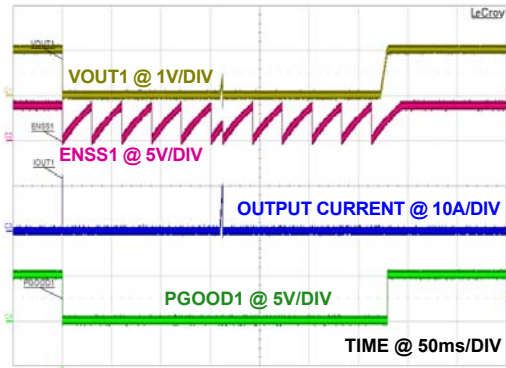 LeCroy
VOUT1
VOUT1 @ 1V/DIV
ENSS1
ENSS1 @ 5V/DIV
IOUT1
OUTPUT CURRENT @ 10A/DIV
PGOOD1
PGOOD1 @ 5V/DIV
TIME @ 50ms/DIV